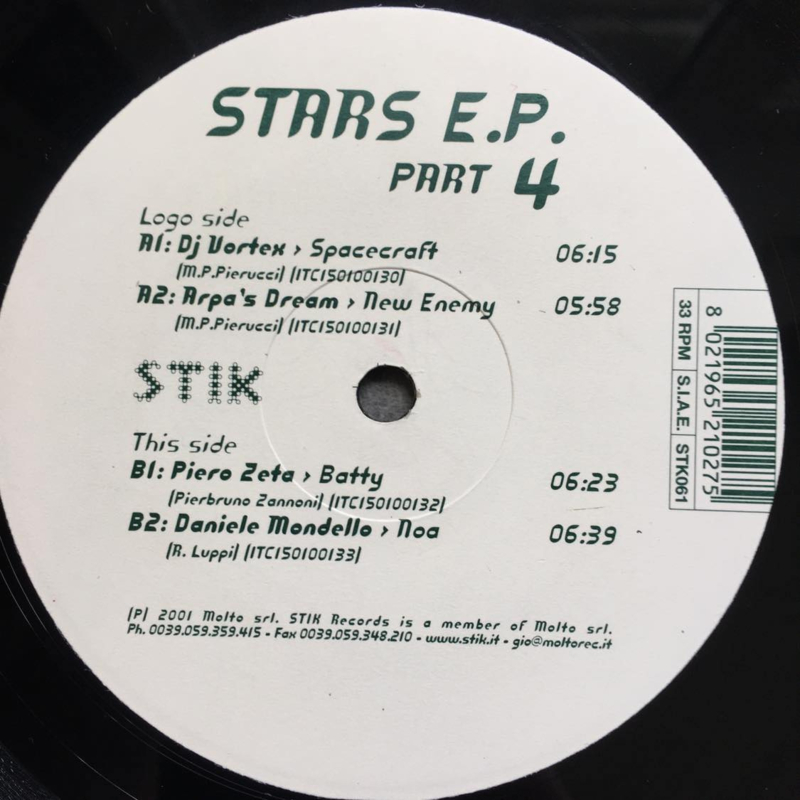 STARS E.P.
PART 4
Logo side
A1: Dj Vortex > Spacecraft 06:15
(M.P.Pierucci) (ITC150100130)
A2: Arpa's Dream > New Enemy 05:58
(M.P.Pierucci) (ITC150100131)
STIK
This side
B1: Piero Zeta > Batty 06:23
(Pierbruno Zannoni) (ITC150100132)
B2: Daniele Mondello > Noa 06:39
(R. Luppi) (ITC150100133)
(P) 2001 Molto srl. STIK Records is a member of Molto srl.
Ph. 0039.059.359.415 - Fax 0039.059.348.210 - www.stik.it - gio@moltorec.it
8 021965 210275
33 RPM S.I.A.E. STK061